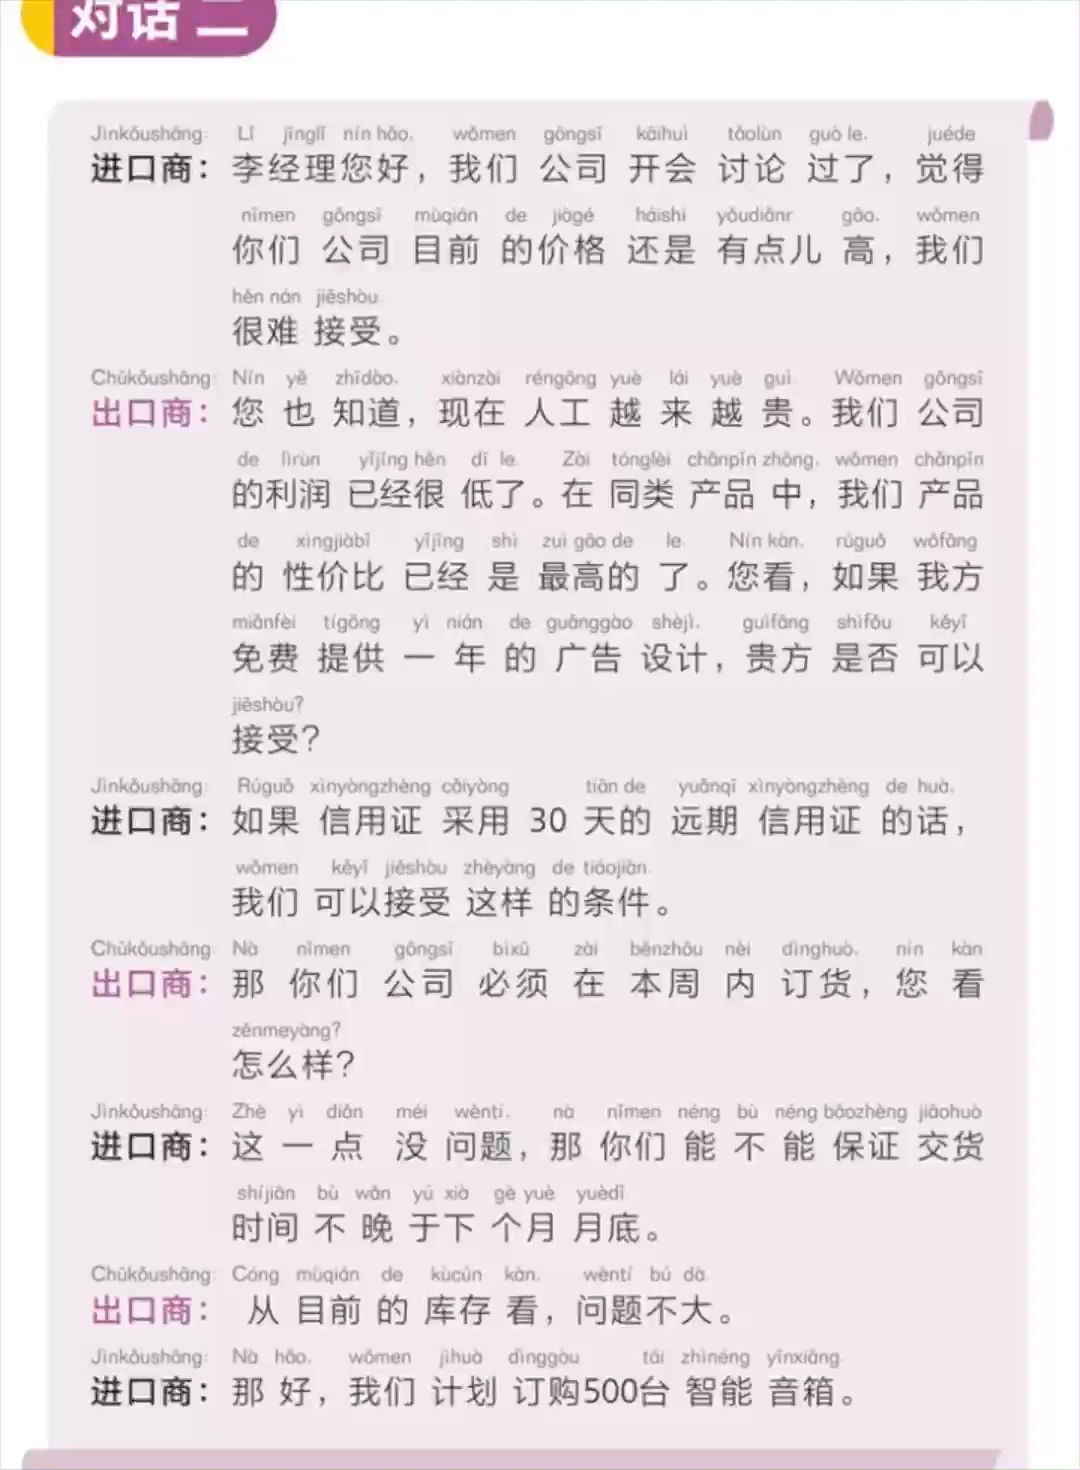 对话 二
Jìnkǒushāng: Lǐ jīnglǐ nín hǎo, wǒmen gōngsī kāihuì tǎolùn guò le, juéde
进口商：李经理您好，我们 公司 开会 讨论 过了，觉得
nǐmen gōngsī mùqián de jiàgé háishi yǒudiǎnr gāo, wǒmen
你们 公司 目前 的价格 还是 有点儿 高，我们
hěn nán jiēshòu.
很难 接受。
Chūkǒushāng: Nín yě zhīdào, xiànzài réngōng yuè lái yuè guì. Wǒmen gōngsī
出口商：您 也 知道，现在 人工 越 来 越 贵。我们 公司
de lìrùn yǐjīng hěn dī le. Zài tónglèi chǎnpǐn zhōng, wǒmen chǎnpǐn
的利润 已经很 低了。在 同类 产品 中，我们 产品
de xìngjiàbǐ yǐjīng shì zuì gāo de le. Nín kàn, rúguǒ wǒfāng
的 性价比 已经 是 最高的 了。您看，如果 我方
miǎnfèi tígōng yì nián de guǎnggào shèjì, guìfāng shìfǒu kěyǐ
免费 提供 一 年 的 广告 设计，贵方 是否 可以
jiēshòu?
接受？
Jìnkǒushāng: Rúguǒ xìnyòngzhèng cǎiyòng tiān de yuǎnqī xìnyòngzhèng de huà,
进口商：如果 信用证 采用 30 天的 远期 信用证 的话，
wǒmen kěyǐ jiēshòu zhèyàng de tiáojiàn.
我们 可以接受 这样 的条件。
Chūkǒushāng: Nà nǐmen gōngsī bìxū zài běnzhōu nèi dìnghuò, nín kàn
出口商：那 你们 公司 必须 在 本周 内 订货，您 看
zěnmeyàng?
怎么样？
Jìnkǒushāng: Zhè yì diǎn méi wèntí, nà nǐmen néng bù néng bǎozhèng jiāohuò
进口商：这 一 点 没 问题，那 你们 能 不 能 保证 交货
shíjiān bù wǎn yú xià gè yuè yuèdǐ
时间 不 晚 于下 个月 月底。
Chūkǒushāng: Cóng mùqián de kùcún kàn, wèntí bú dà.
出口商： 从 目前 的 库存 看，问题不大。
Jìnkǒushāng: Nà hǎo, wǒmen jìhuà dìnggòu tái zhìnéng yīnxiāng.
进口商：那 好，我们 计划 订购500台 智能 音箱。